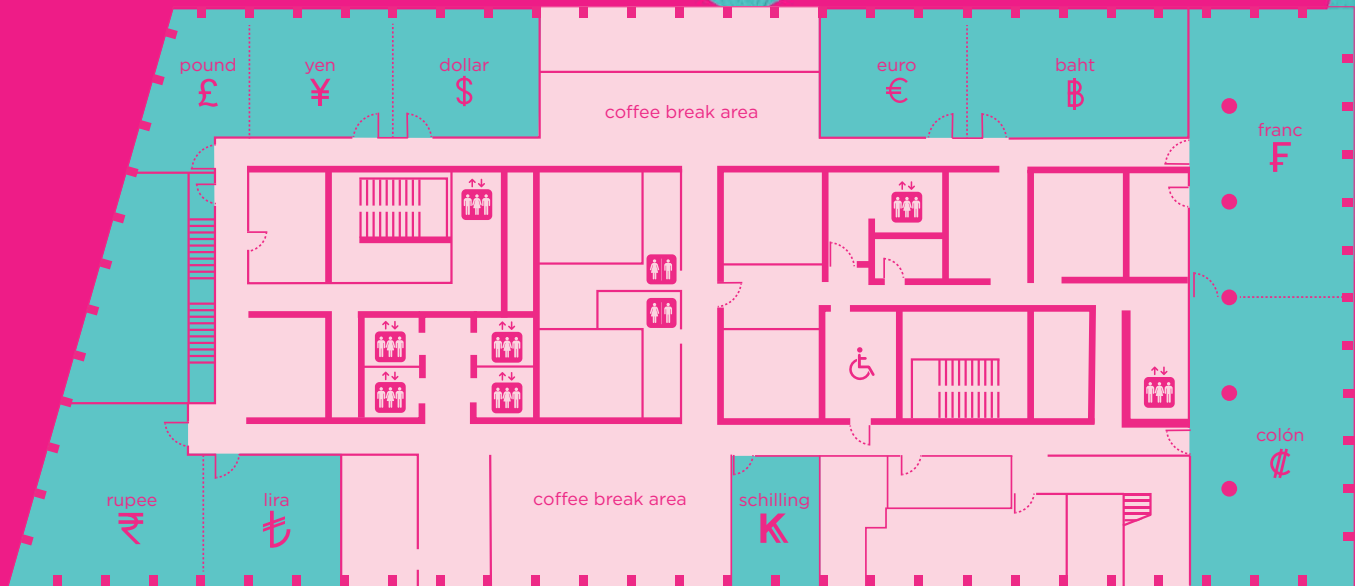 pound
£
yen
¥
dollar
$
coffee break area
euro
€
baht
฿
franc
₣
colón
₡
rupee
₹
lira
₺
coffee break area
schilling
K